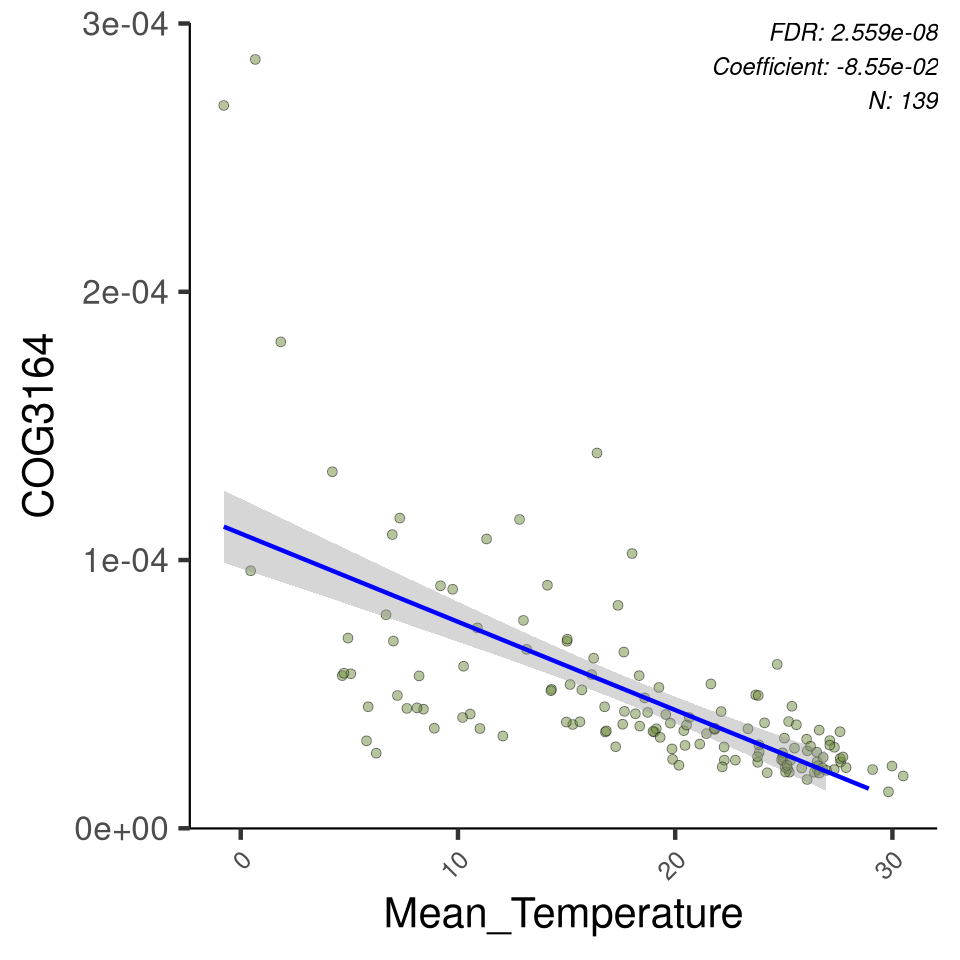 FDR: 2.559e-08
Coefficient: -8.55e-02
N: 139
3e-04
2e-04
1e-04
0e+00
COG3164
0
10
20
30
Mean_Temperature